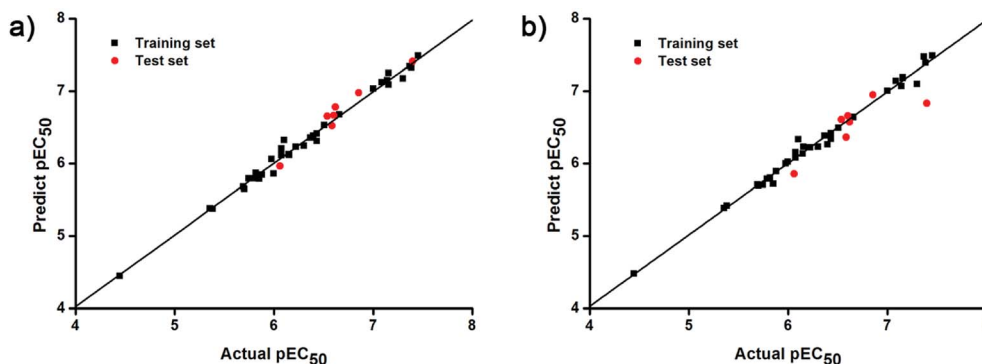 a)
Training set
Test set
Predict pEC50
8
7
6
5
4
4 5 6 7 8
Actual pEC50
b)
Training set
Test set
Predict pEC50
8
7
6
5
4
4 5 6 7
Actual pEC50